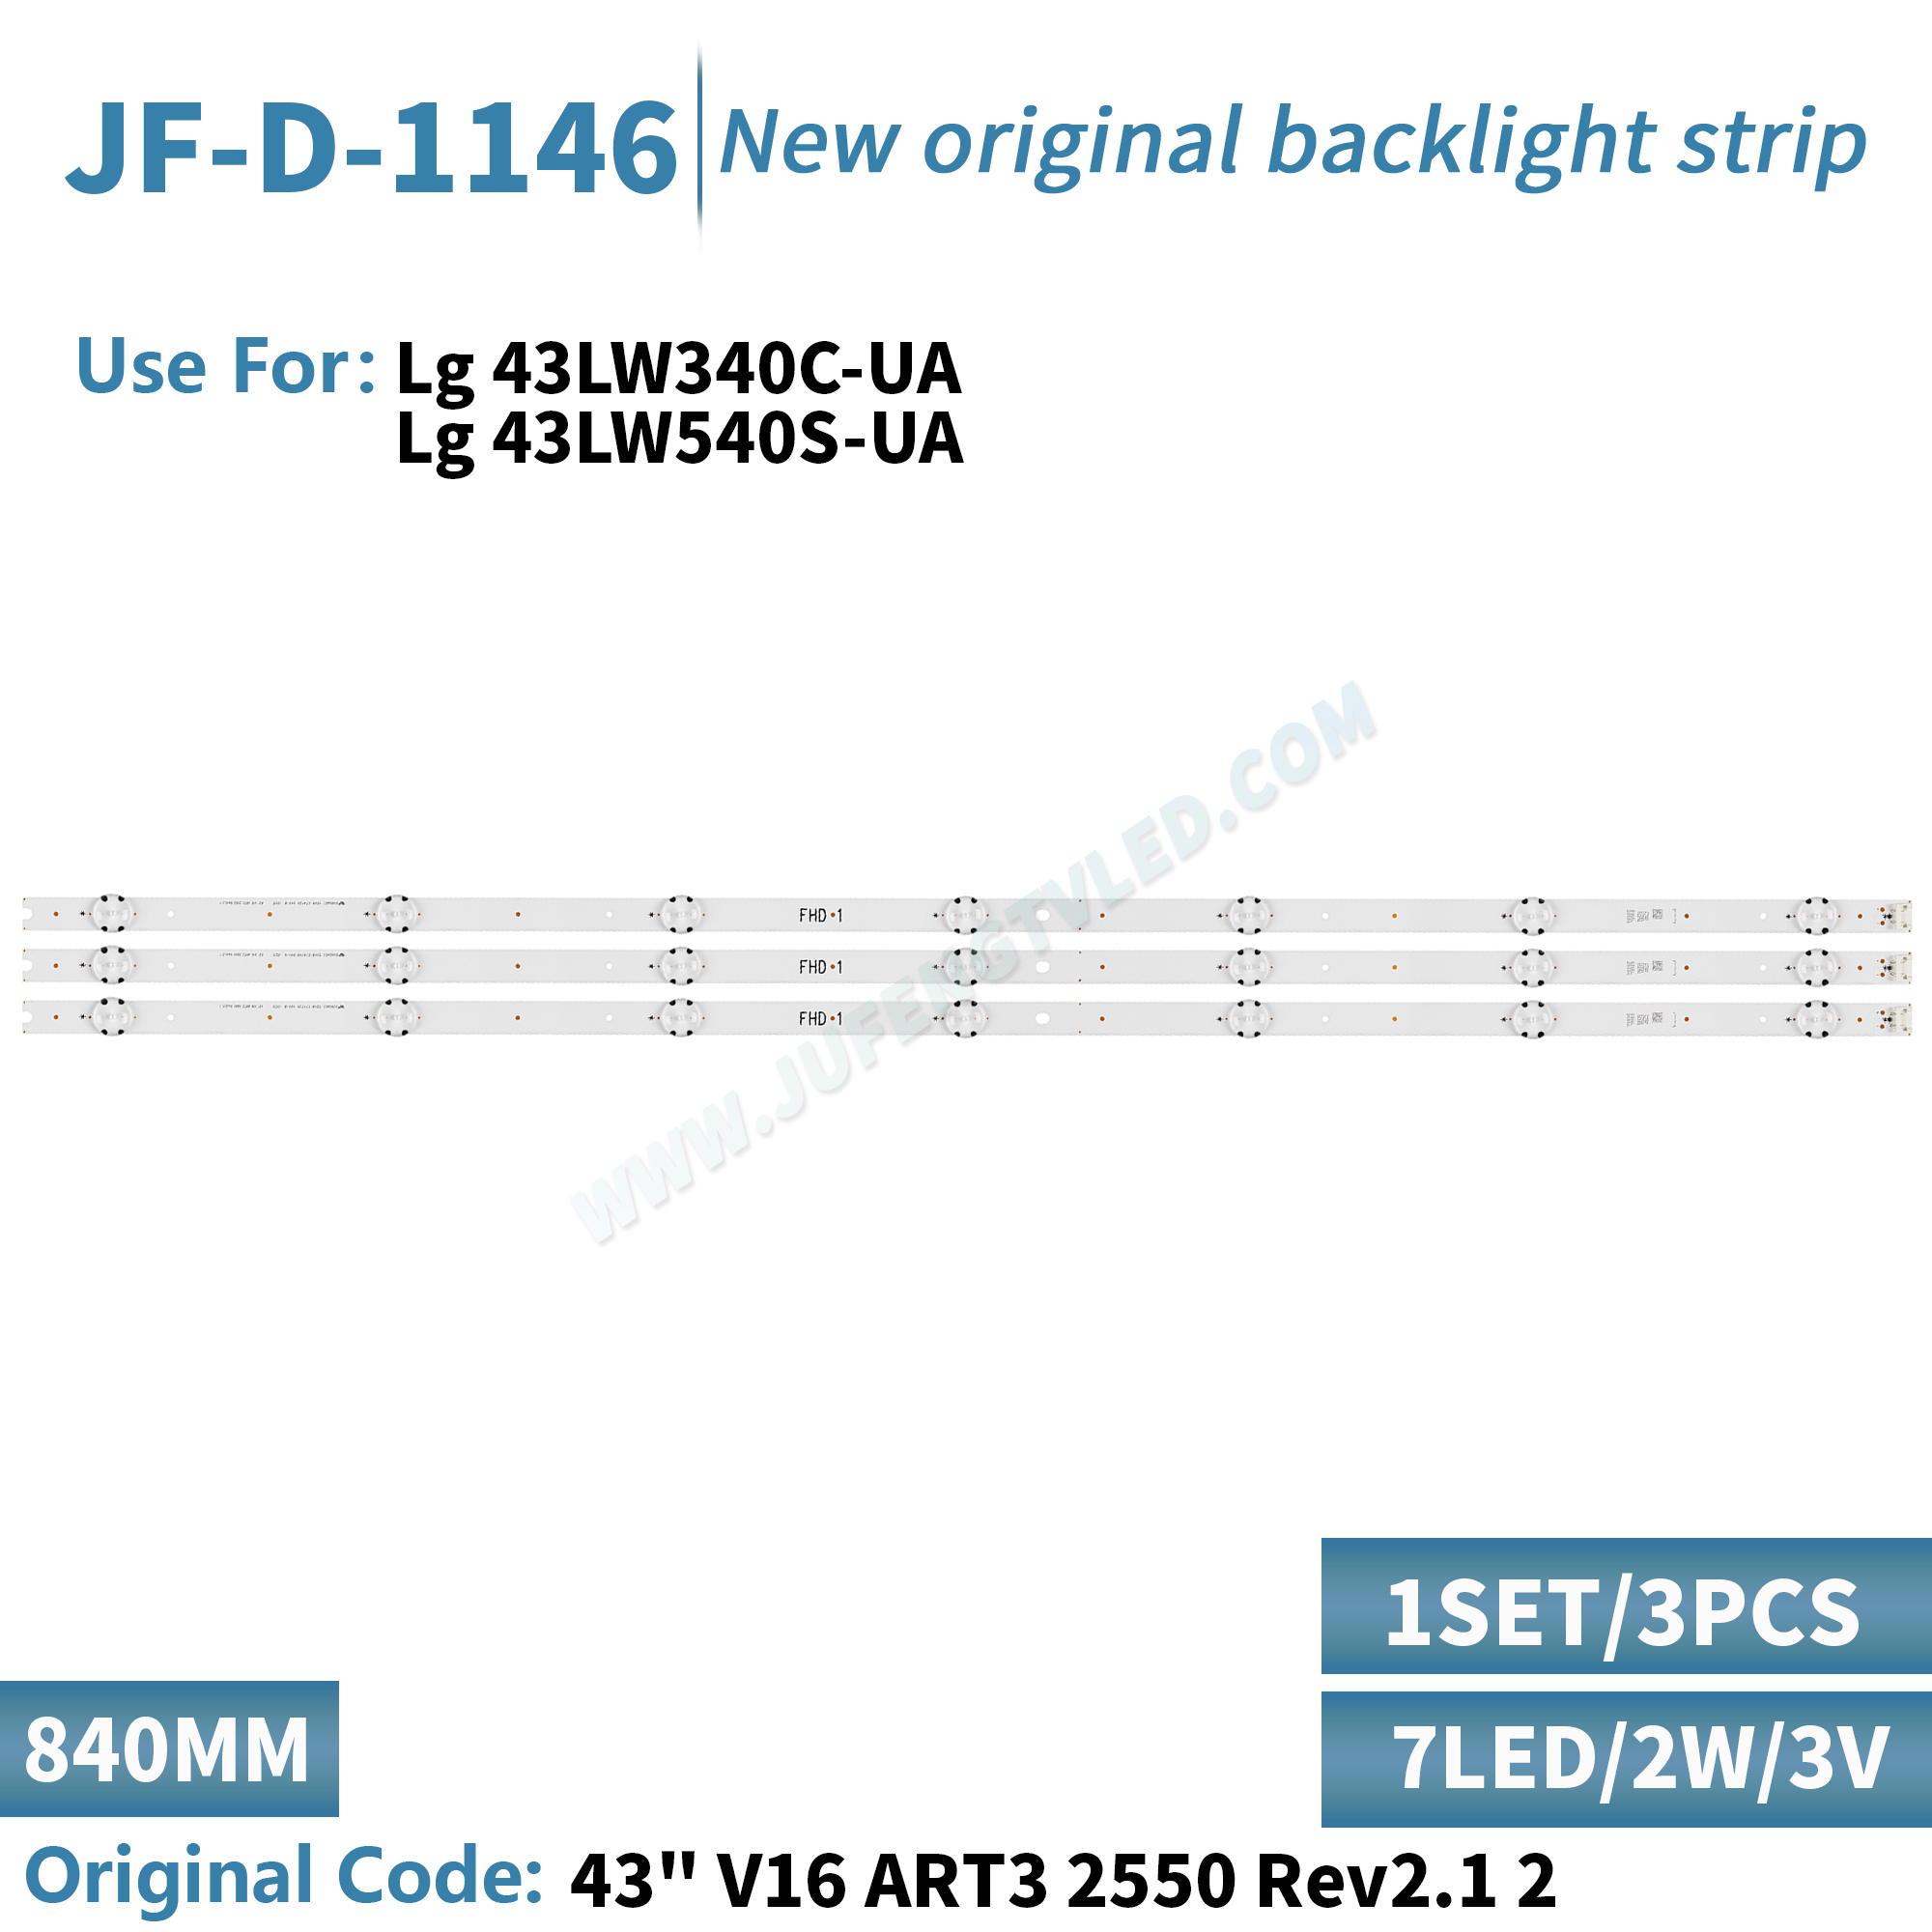 JF-D-1146
New original backlight strip
Use For: Lg 43LW340C-UA
Lg 43LW540S-UA
WWW.JUFENGTVLED.COM
FHD 1
FHD 1
FHD 1
1SET/3PCS
840MM
7LED/2W/3V
Original Code: 43" V16 ART3 2550 Rev2.1 2